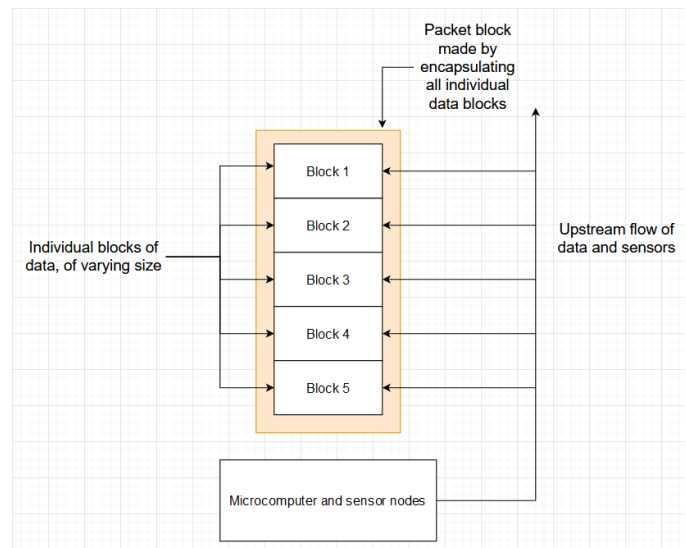 Packet block
made by
encapsulating
all individual
data blocks
Block 1
Block 2
Block 3
Block 4
Block 5
Individual blocks of
data, of varying size
Upstream flow of
data and sensors
Microcomputer and sensor nodes